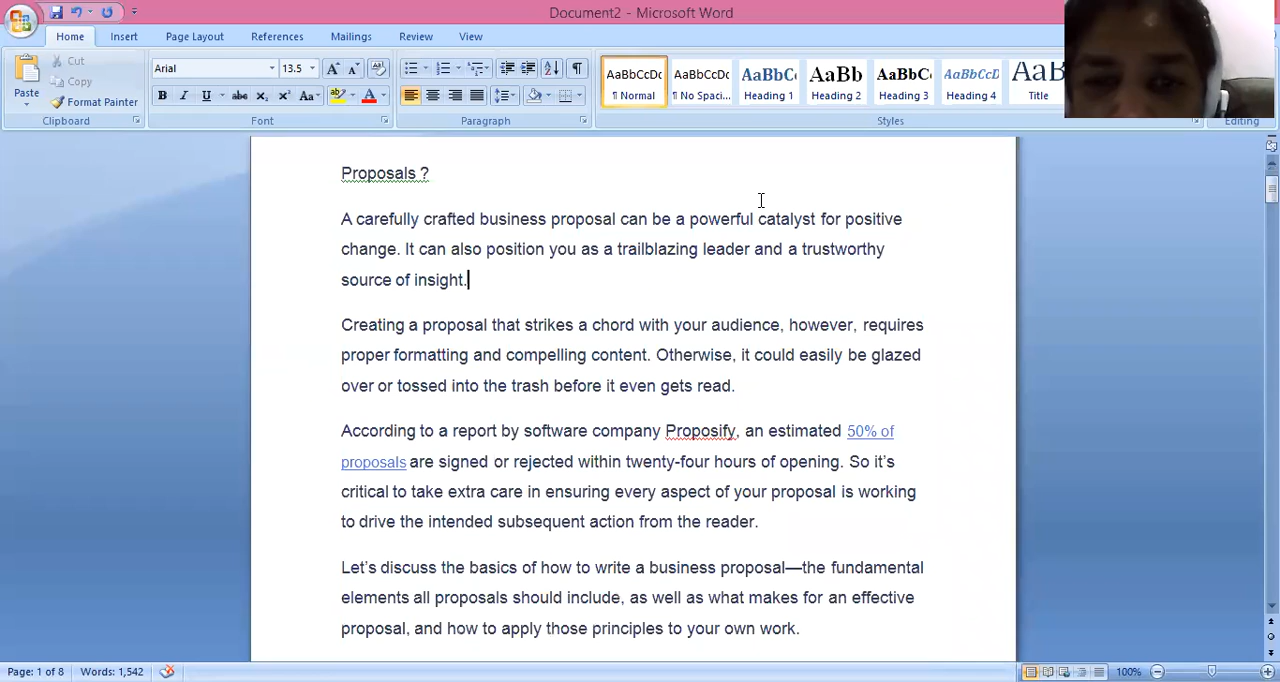 Document2 - Microsoft Word
Home Insert Page Layout References Mailings Review View
Paste
Cut
Copy
Format Painter
Clipboard
Arial 13.5
Font
Paragraph
AaBbCcDc AaBbCcDc AaBbC AaBb AaBbC AaBbCcD AaB
¶ Normal ¶ No Spaci... Heading 1 Heading 2 Heading 3 Heading 4 Title
Styles
Editing
Proposals ?
A carefully crafted business proposal can be a powerful catalyst for positive
change. It can also position you as a trailblazing leader and a trustworthy
source of insight.
Creating a proposal that strikes a chord with your audience, however, requires
proper formatting and compelling content. Otherwise, it could easily be glazed
over or tossed into the trash before it even gets read.
According to a report by software company Proposify, an estimated 50% of
proposals are signed or rejected within twenty-four hours of opening. So it’s
critical to take extra care in ensuring every aspect of your proposal is working
to drive the intended subsequent action from the reader.
Let’s discuss the basics of how to write a business proposal—the fundamental
elements all proposals should include, as well as what makes for an effective
proposal, and how to apply those principles to your own work.
Page: 1 of 8 Words: 1,542 100%